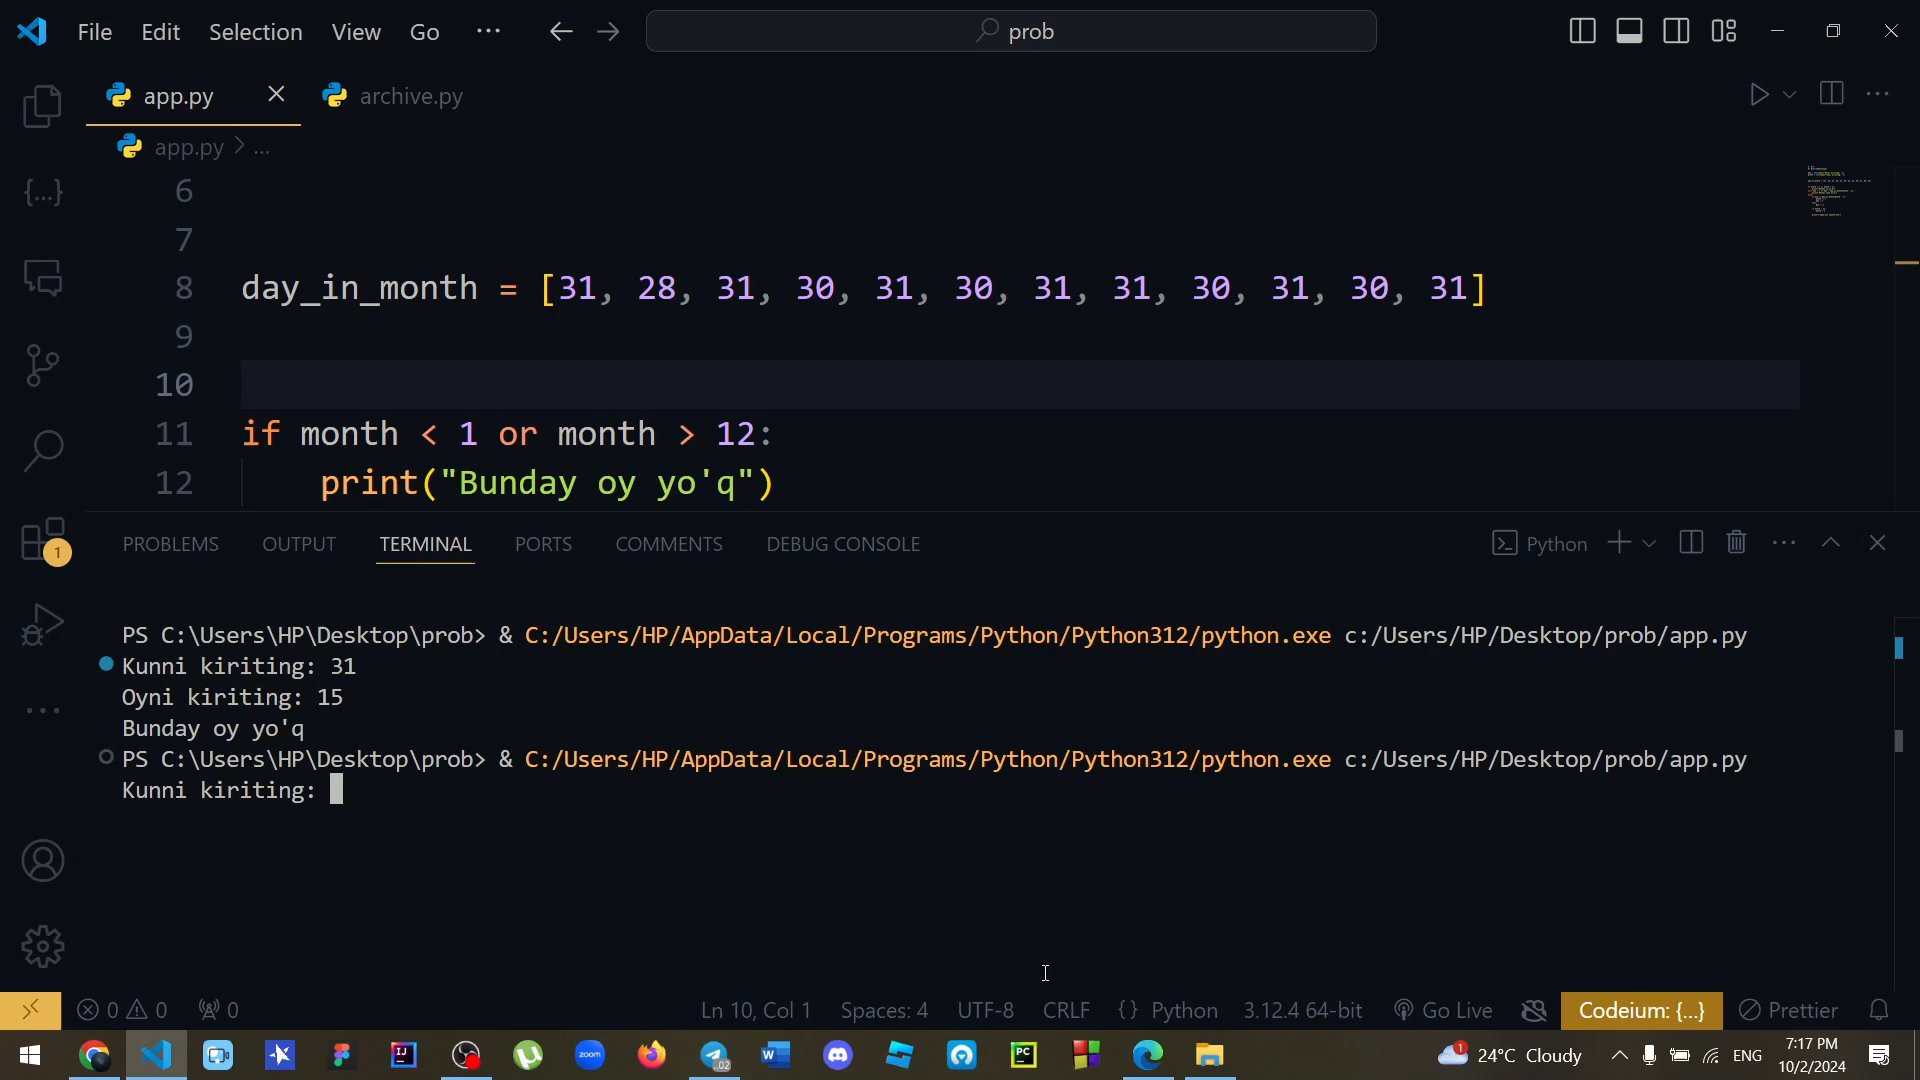 File Edit Selection View Go ··· prob
app.py archive.py
app.py > ...
6
7
8 day_in_month = [31, 28, 31, 30, 31, 30, 31, 31, 30, 31, 30, 31]
9
10
11 if month < 1 or month > 12:
12 print("Bunday oy yo'q")
1
PROBLEMS OUTPUT TERMINAL PORTS COMMENTS DEBUG CONSOLE Python
PS C:\Users\HP\Desktop\prob> & C:/Users/HP/AppData/Local/Programs/Python/Python312/python.exe c:/Users/HP/Desktop/prob/app.py
Kunni kiriting: 31
Oyni kiriting: 15
Bunday oy yo'q
PS C:\Users\HP\Desktop\prob> & C:/Users/HP/AppData/Local/Programs/Python/Python312/python.exe c:/Users/HP/Desktop/prob/app.py
Kunni kiriting:
0 0 0 Ln 10, Col 1 Spaces: 4 UTF-8 CRLF {} Python 3.12.4 64-bit Go Live Codeium: {...} Prettier
IJ zoom ..02 W PC 1 24°C Cloudy ENG 7:17 PM
10/2/2024